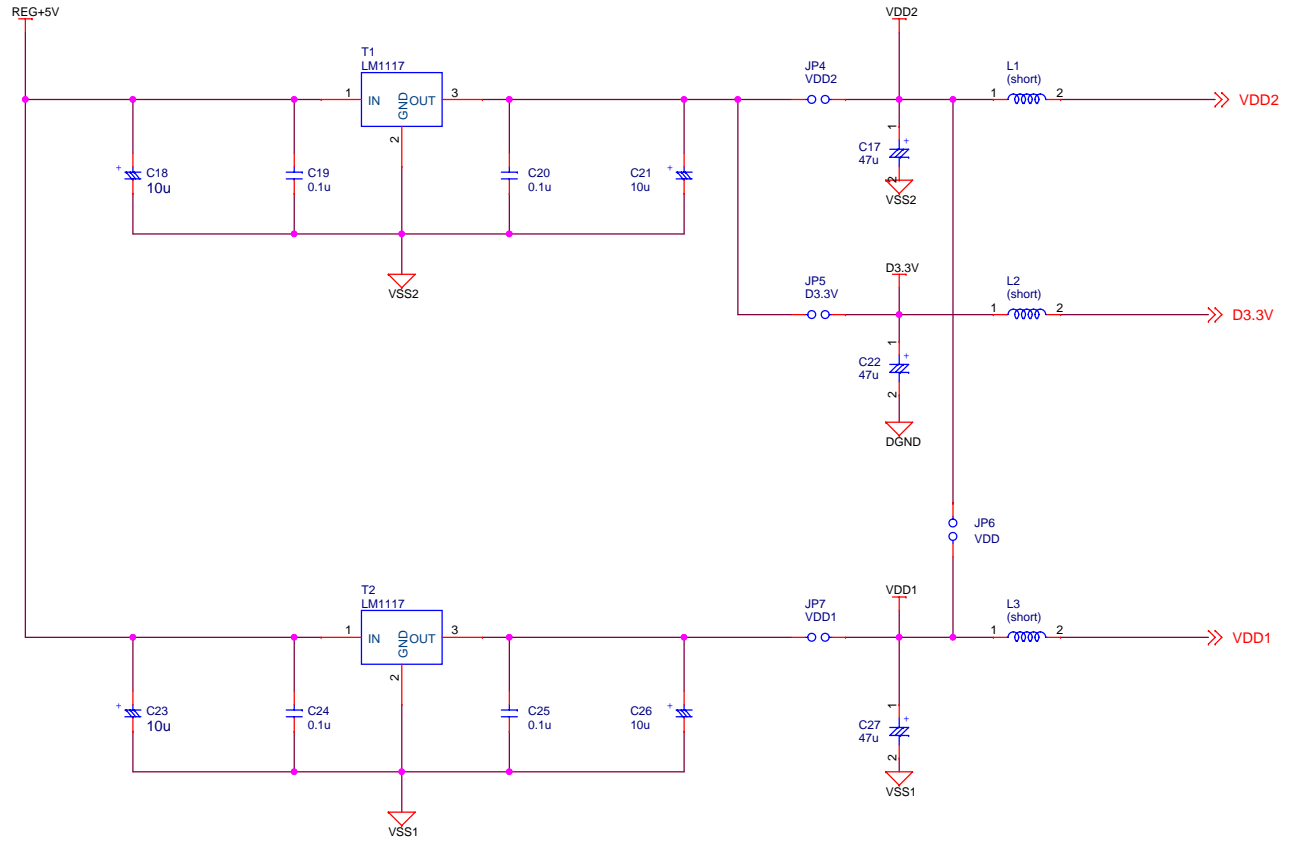 REG+5V
VDD2
T1
LM1117
JP4
VDD2
L1
(short)
1
IN
GND
OUT
3
2
1
2
VDD2
C18
10u
C19
0.1u
C20
0.1u
C21
10u
C17
47u
1
2
VSS2
VSS2
JP5
D3.3V
D3.3V
L2
(short)
1
2
D3.3V
C22
47u
1
2
DGND
JP6
VDD
T2
LM1117
JP7
VDD1
VDD1
L3
(short)
1
IN
GND
OUT
3
2
1
2
VDD1
C23
10u
C24
0.1u
C25
0.1u
C26
10u
C27
47u
1
2
VSS1
VSS1